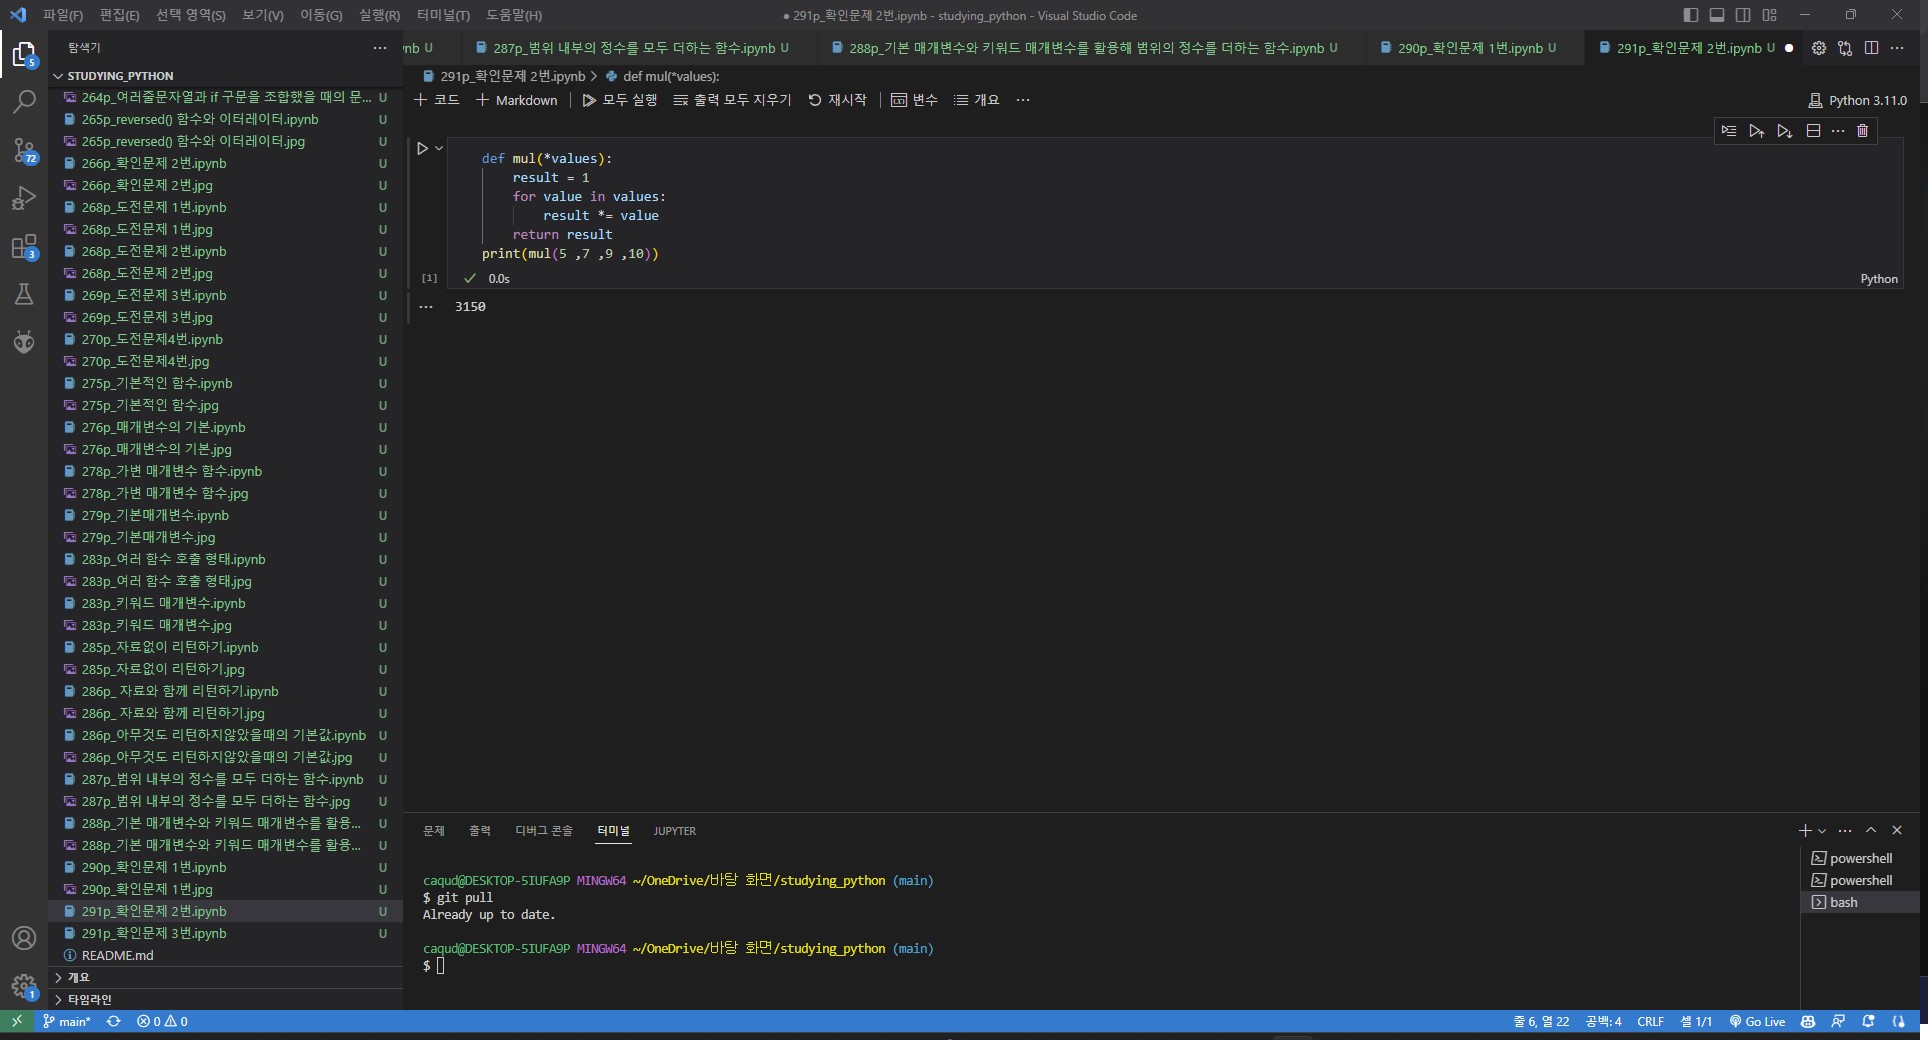 파일(F) 편집(E) 선택 영역(S) 보기(V) 이동(G) 실행(R) 터미널(T) 도움말(H)
● 291p_확인문제 2번.ipynb - studying_python - Visual Studio Code
탐색기
nb U
287p_범위 내부의 정수를 모두 더하는 함수.ipynb U
288p_기본 매개변수와 키워드 매개변수를 활용해 범위의 정수를 더하는 함수.ipynb U
290p_확인문제 1번.ipynb U
291p_확인문제 2번.ipynb U
STUDYING_PYTHON
264p_여러줄문자열과 if 구문을 조합했을 때의 문... U
265p_reversed() 함수와 이터레이터.ipynb U
265p_reversed() 함수와 이터레이터.jpg U
266p_확인문제 2번.ipynb U
266p_확인문제 2번.jpg U
268p_도전문제 1번.ipynb U
268p_도전문제 1번.jpg U
268p_도전문제 2번.ipynb U
268p_도전문제 2번.jpg U
269p_도전문제 3번.ipynb U
269p_도전문제 3번.jpg U
270p_도전문제4번.ipynb U
270p_도전문제4번.jpg U
275p_기본적인 함수.ipynb U
275p_기본적인 함수.jpg U
276p_매개변수의 기본.ipynb U
276p_매개변수의 기본.jpg U
278p_가변 매개변수 함수.ipynb U
278p_가변 매개변수 함수.jpg U
279p_기본매개변수.ipynb U
279p_기본매개변수.jpg U
283p_여러 함수 호출 형태.ipynb U
283p_여러 함수 호출 형태.jpg U
283p_키워드 매개변수.ipynb U
283p_키워드 매개변수.jpg U
285p_자료없이 리턴하기.ipynb U
285p_자료없이 리턴하기.jpg U
286p_ 자료와 함께 리턴하기.ipynb U
286p_ 자료와 함께 리턴하기.jpg U
286p_아무것도 리턴하지않았을때의 기본값.ipynb U
286p_아무것도 리턴하지않았을때의 기본값.jpg U
287p_범위 내부의 정수를 모두 더하는 함수.ipynb U
287p_범위 내부의 정수를 모두 더하는 함수.jpg U
288p_기본 매개변수와 키워드 매개변수를 활용... U
288p_기본 매개변수와 키워드 매개변수를 활용... U
290p_확인문제 1번.ipynb U
290p_확인문제 1번.jpg U
291p_확인문제 2번.ipynb U
291p_확인문제 3번.ipynb U
README.md
개요
타임라인
5
72
3
1
291p_확인문제 2번.ipynb > def mul(*values):
코드 Markdown 모두 실행 출력 모두 지우기 재시작 변수 개요 ...
Python 3.11.0
def mul(*values):
result = 1
for value in values:
result *= value
return result
print(mul(5 ,7 ,9 ,10))
[1] 0.0s
Python
3150
문제 출력 디버그 콘솔 터미널 JUPYTER
caqud@DESKTOP-5IUFA9P MINGW64 ~/OneDrive/바탕 화면/studying_python (main)
$ git pull
Already up to date.
caqud@DESKTOP-5IUFA9P MINGW64 ~/OneDrive/바탕 화면/studying_python (main)
$
powershell
powershell
bash
main* 0 0
줄 6, 열 22 공백: 4 CRLF 셀 1/1 Go Live